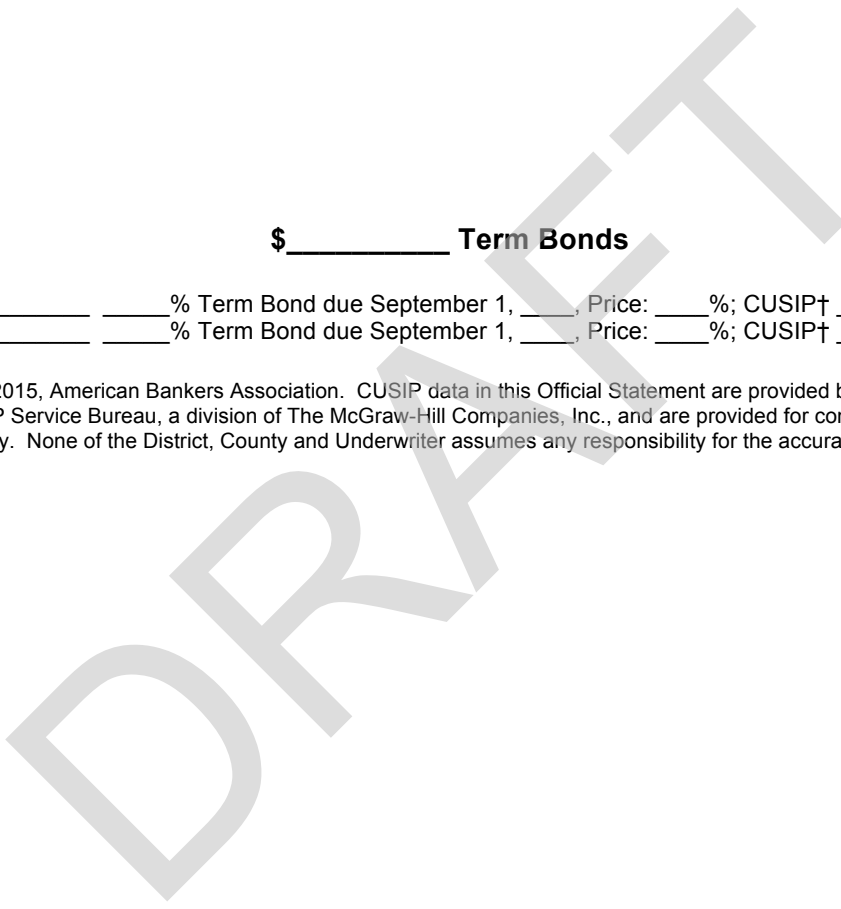 $__________ Term Bonds
_______ _____% Term Bond due September 1, ____, Price: ____%; CUSIP† _
_______ _____% Term Bond due September 1, ____, Price: ____%; CUSIP† _
2015, American Bankers Association. CUSIP data in this Official Statement are provided b
P Service Bureau, a division of The McGraw-Hill Companies, Inc., and are provided for co
y. None of the District, County and Underwriter assumes any responsibility for the accura
DRAFT